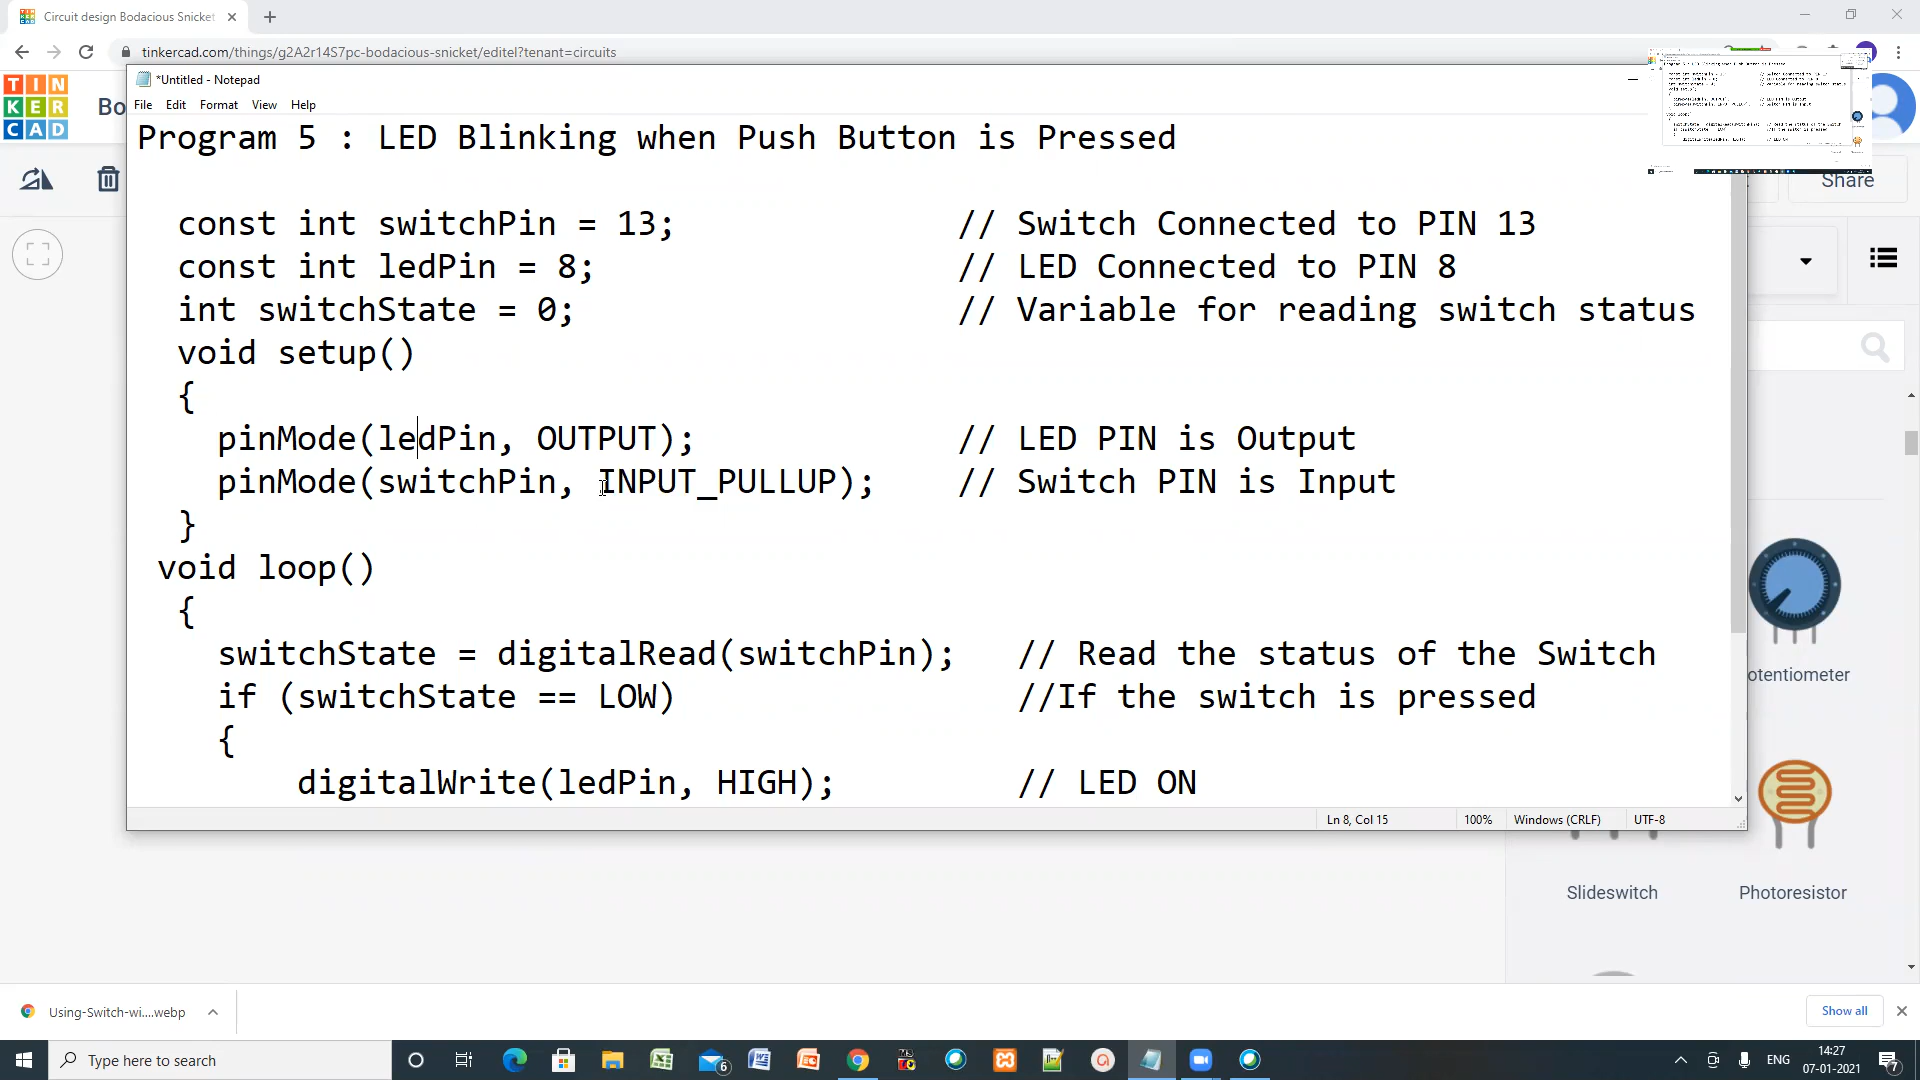 Circuit design Bodacious Snicket
tinkercad.com/things/g2A2r14S7pc-bodacious-snicket/editel?tenant=circuits
TIN
KER
CAD
Bo
*Untitled - Notepad
File Edit Format View Help
Program 5 : LED Blinking when Push Button is Pressed
const int switchPin = 13; // Switch Connected to PIN 13
const int ledPin = 8; // LED Connected to PIN 8
int switchState = 0; // Variable for reading switch status
void setup()
{
pinMode(ledPin, OUTPUT); // LED PIN is Output
pinMode(switchPin, INPUT_PULLUP); // Switch PIN is Input
}
void loop()
{
switchState = digitalRead(switchPin); // Read the status of the Switch
if (switchState == LOW) //If the switch is pressed
{
digitalWrite(ledPin, HIGH); // LED ON
Ln 8, Col 15 100% Windows (CRLF) UTF-8
Share
otentiometer
Slideswitch Photoresistor
Using-Switch-wi....webp
Show all
Type here to search
6
ENG
14:27
07-01-2021
7